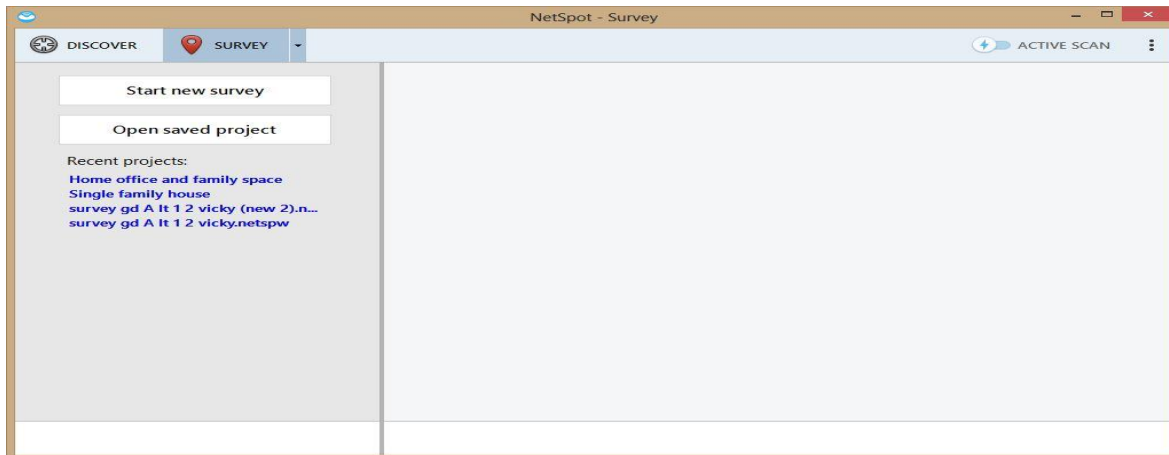 NetSpot - Survey
DISCOVER
SURVEY
ACTIVE SCAN
Start new survey
Open saved project
Recent projects:
Home office and family space
Single family house
survey gd A lt 1 2 vicky (new 2).n...
survey gd A lt 1 2 vicky.netspw